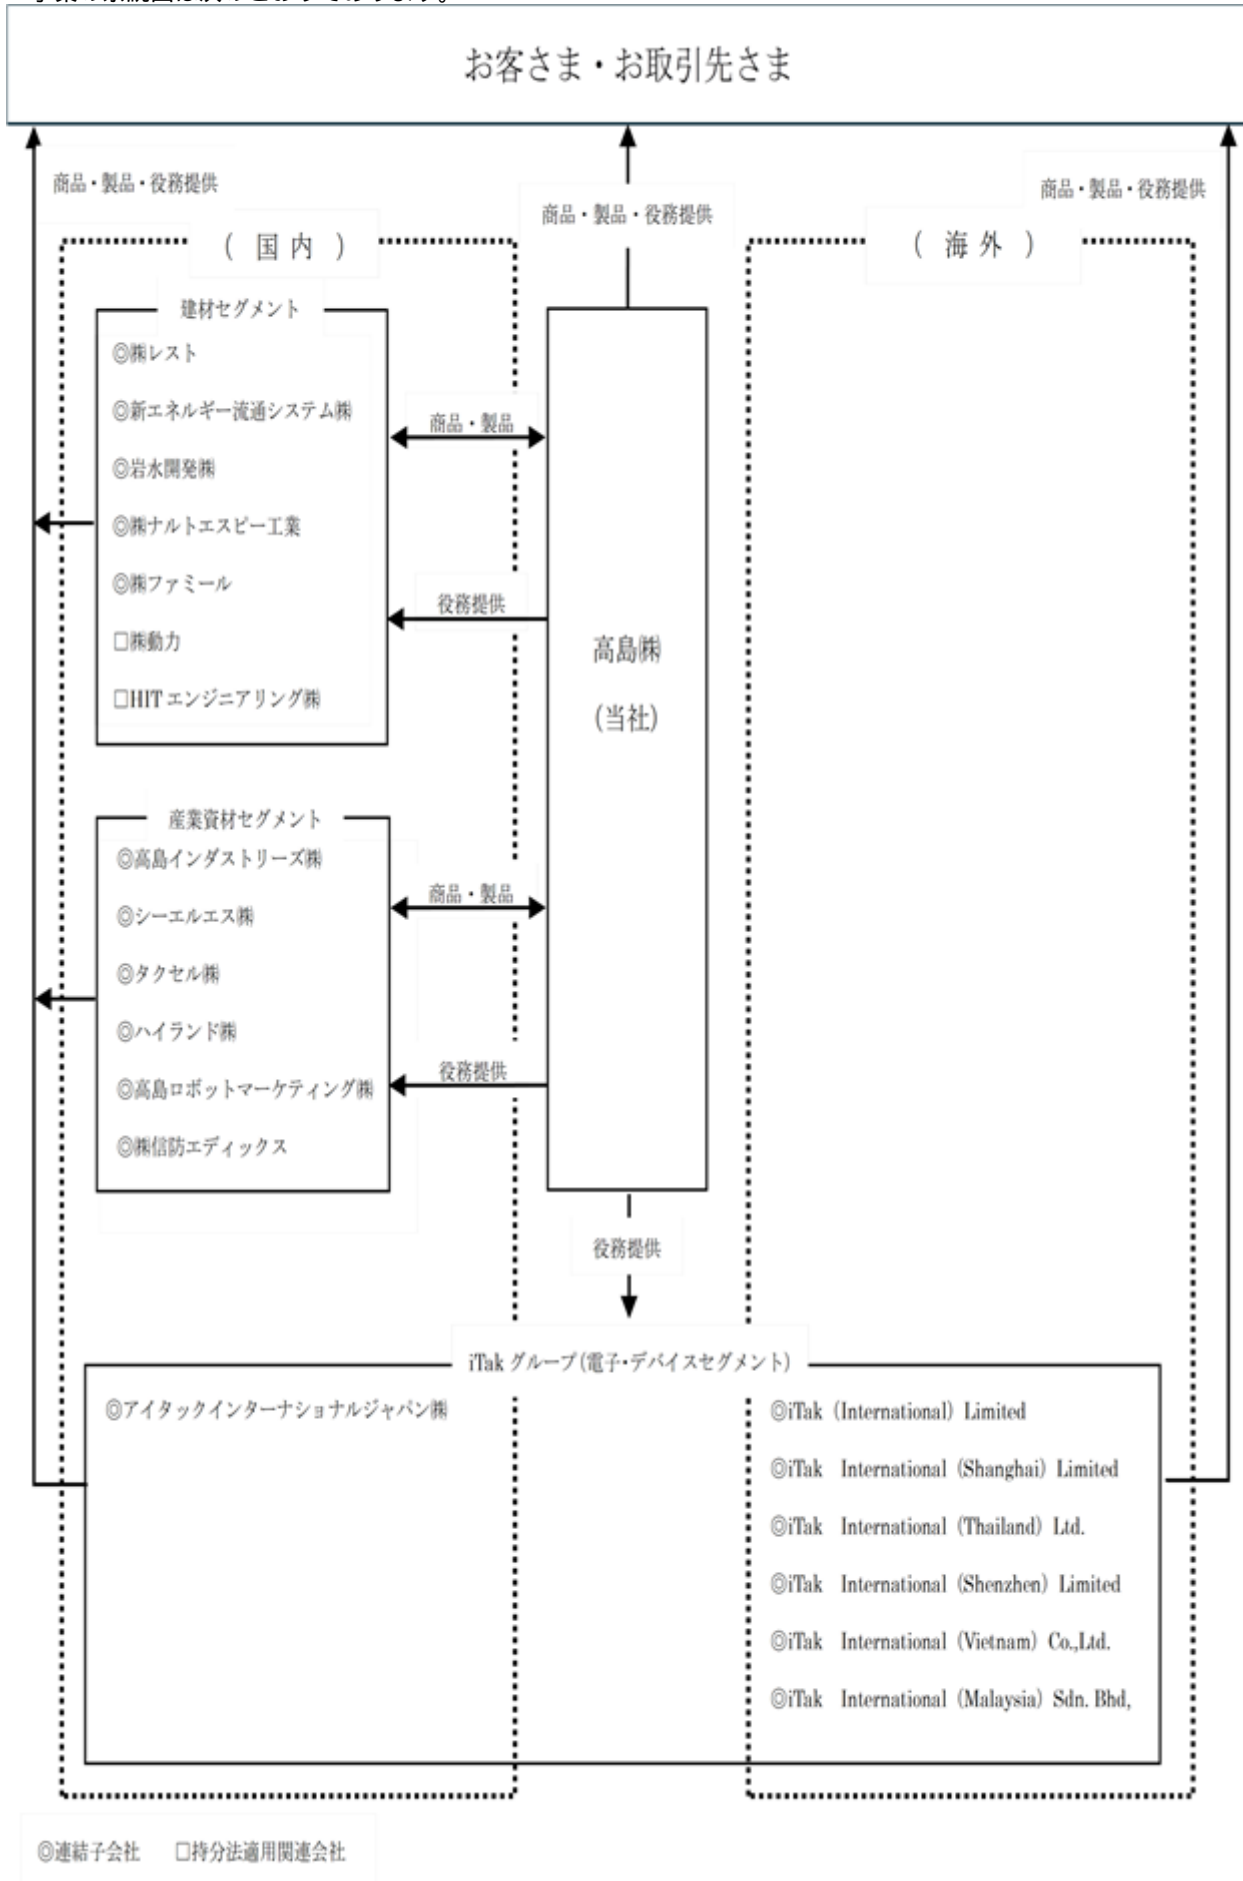 お客さま・お取引先さま
商品・製品・役務提供
商品・製品・役務提供
商品・製品・役務提供
( 国 内 )
( 海 外 )
建材セグメント
◎㈱レスト
◎新エネルギー流通システム㈱
◎岩水開発㈱
◎㈱ナルトエスピー工業
◎㈱ファミール
□㈱動力
□HITエンジニアリング㈱
商品・製品
役務提供
高島㈱
(当社)
産業資材セグメント
◎高島インダストリーズ㈱
◎シーエルエス㈱
◎タクセル㈱
◎ハイランド㈱
◎高島ロボットマーケティング㈱
◎㈱信防エディックス
商品・製品
役務提供
役務提供
iTak グループ(電子・デバイスセグメント)
◎アイタックインターナショナルジャパン㈱
◎iTak (International) Limited
◎iTak International (Shanghai) Limited
◎iTak International (Thailand) Ltd.
◎iTak International (Shenzhen) Limited
◎iTak International (Vietnam) Co.,Ltd.
◎iTak International (Malaysia) Sdn. Bhd,
◎連結子会社 □持分法適用関連会社